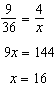 9/36 = 4/x
9x = 144
x = 16